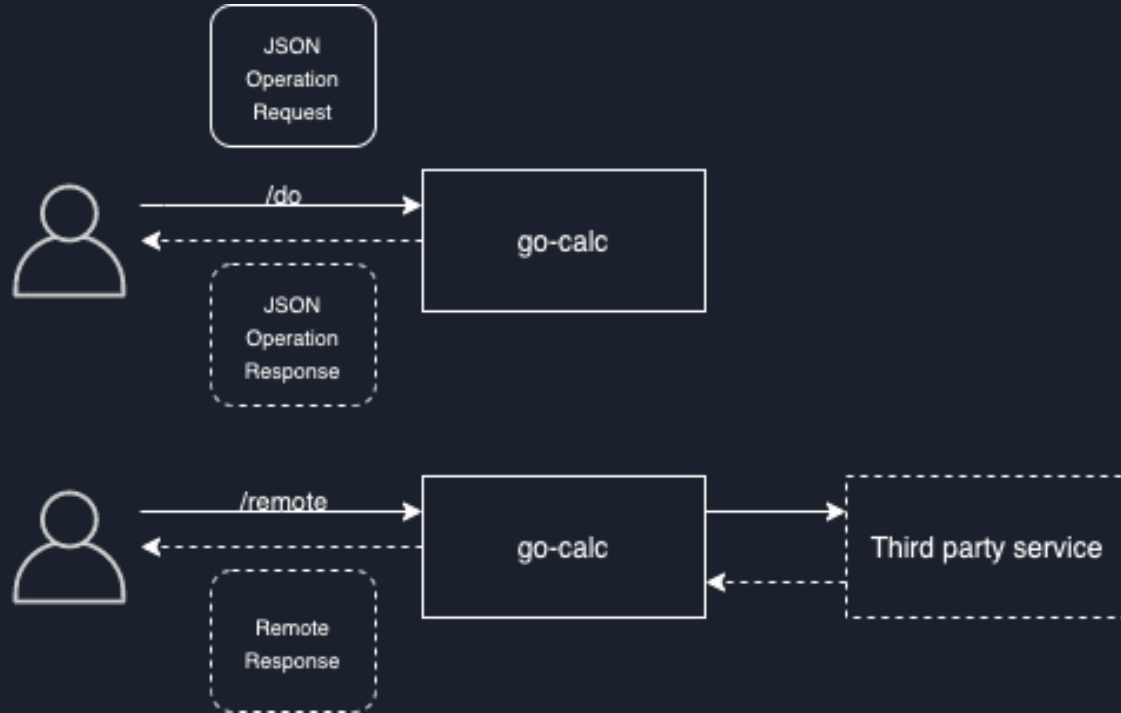 JSON
Operation
Request
/do
go-calc
JSON
Operation
Response
/remote
go-calc
Third party service
Remote
Response